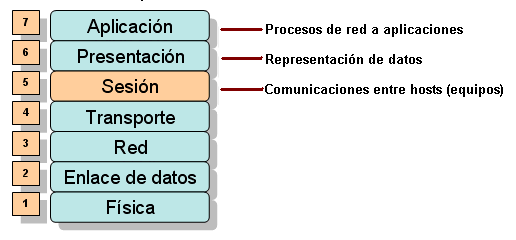 7 Aplicación Procesos de red a aplicaciones
6 Presentación Representación de datos
5 Sesión Comunicaciones entre hosts (equipos)
4 Transporte
3 Red
2 Enlace de datos
1 Física